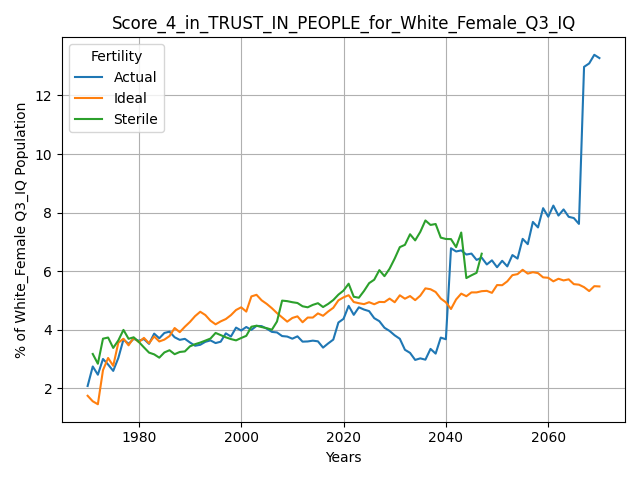 Score_4_in_TRUST_IN_PEOPLE_for_White_Female_Q3_IQ
Fertility
Actual
Ideal
Sterile
% of White_Female Q3_IQ Population
12
10
8
6
4
2
1980 2000 2020 2040 2060
Years